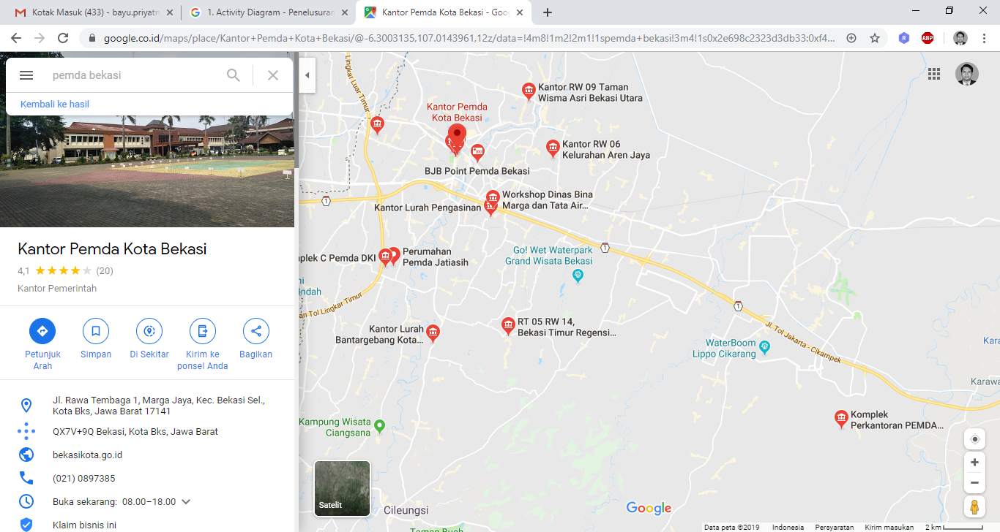 Kotak Masuk (433) - bayu.priyatn
1. Activity Diagram - Penelusuran
Kantor Pemda Kota Bekasi - Goo
google.co.id/maps/place/Kantor+Pemda+Kota+Bekasi/@-6.3003135,107.0143961,12z/data=!4m8!1m2!2m1!1spemda bekasi!3m4!1s0x2e698c2323d3db33:0xf4...
ABP
pemda bekasi
Kembali ke hasil
Kantor Pemda Kota Bekasi
4,1 (20)
Kantor Pemerintah
Petunjuk
Arah
Simpan
Di Sekitar
Kirim ke
ponsel Anda
Bagikan
Jl. Rawa Tembaga 1, Marga Jaya, Kec. Bekasi Sel.,
Kota Bks, Jawa Barat 17141
QX7V+9Q Bekasi, Kota Bks, Jawa Barat
bekasikota.go.id
(021) 0897385
Buka sekarang: 08.00–18.00
Klaim bisnis ini
Lingkar Luar Timur
Kantor RW 09 Taman
Wisma Asri Bekasi Utara
Kantor Pemda
Kota Bekasi
Kantor RW 06
Kelurahan Aren Jaya
BJB Point Pemda Bekasi
Workshop Dinas Bina
Marga dan Tata Air...
Kantor Lurah Pengasinan
1
1
1
Go! Wet Waterpark
Grand Wisata Bekasi
nplek C Pemda DKI
Perumahan
Pemda Jatiasih
ni
Indah
an Tol Lingkar Timur
Kantor Lurah
Bantargebang Kota...
RT 05 RW 14,
Bekasi Timur Regensi...
Jl. Tol Jakarta - Cikampek
WaterBoom
Lippo Cikarang
Kara
Karawa
Kampung Wisata
Ciangsana
Komplek
Perkantoran PEMDA...
Satelit
Cileungsi
Taman Buah
Google
Data peta ©2019 Indonesia Persyaratan Kirim masukan 2 km